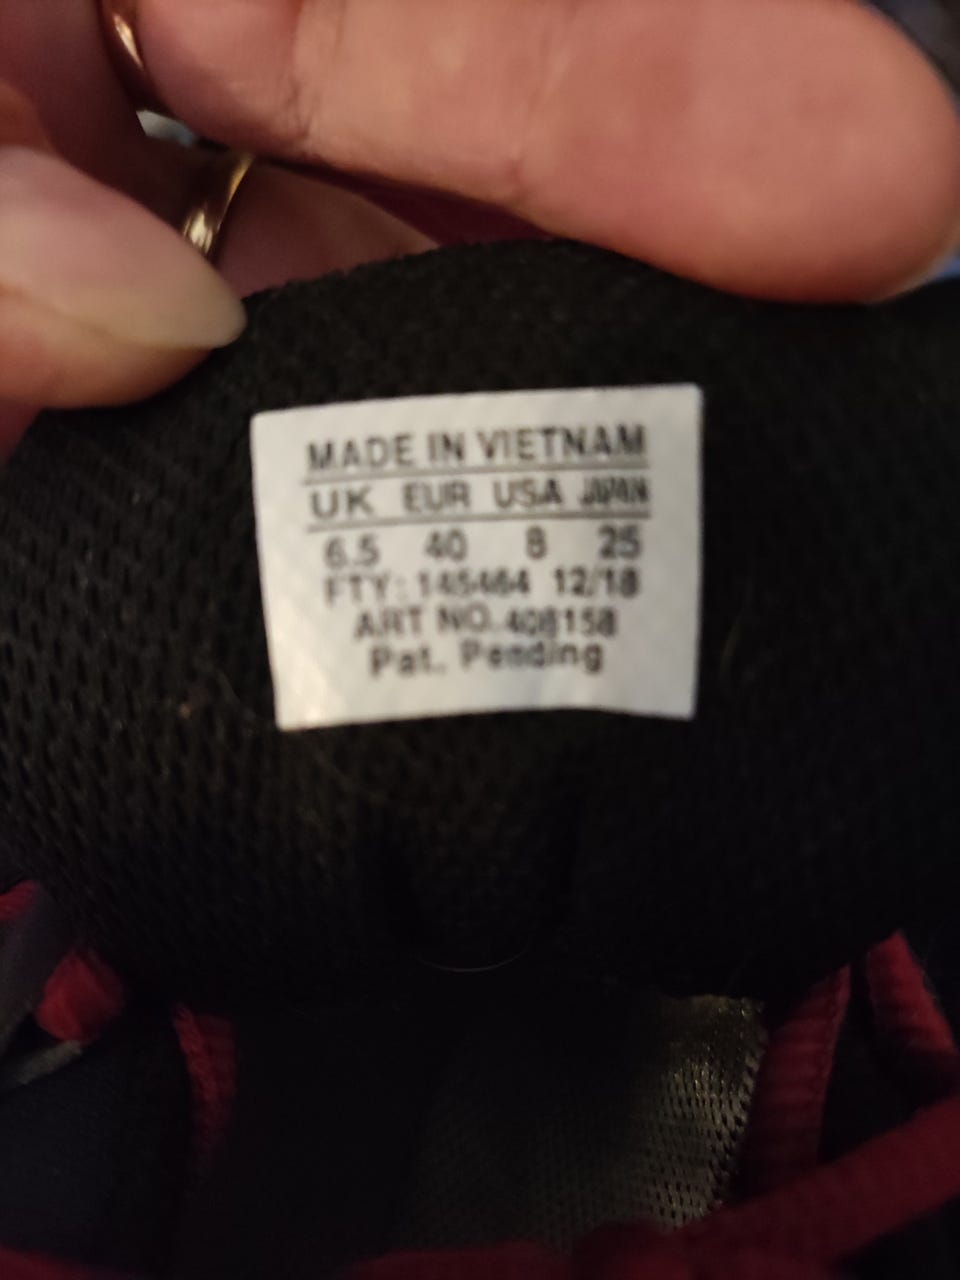 MADE IN VIETNAM
UK EUR USA JAPAN
6.5 40 8 25
FTY: 145464 12/18
ART NO. 408158
Pat. Pending